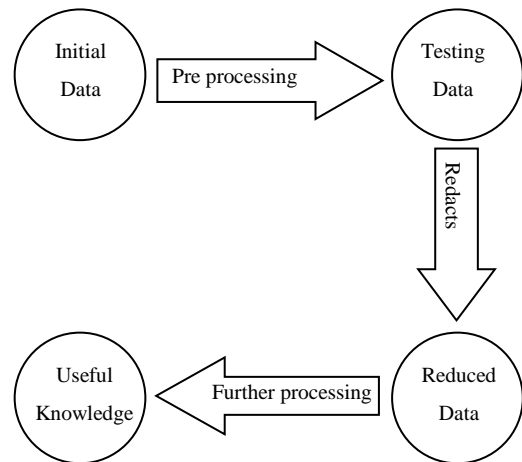 Initial
Data
Pre processing
Testing
Data
Redacts
Reduced
Data
Further processing
Useful
Knowledge